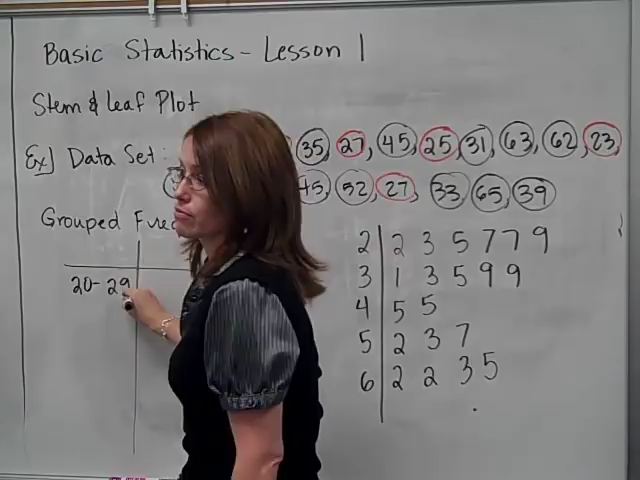 Basic Statistics - Lesson 1
Stem & Leaf Plot
Ex] Data Set: 35, 27, 45, 25, 31, 63, 62, 23,
45, 52, 27, 33, 65, 39
Grouped
20-29
2 | 2 3 5 7 7 9
3 | 1 3 5 9 9
4 | 5 5
5 | 2 3 7
6 | 2 2 3 5